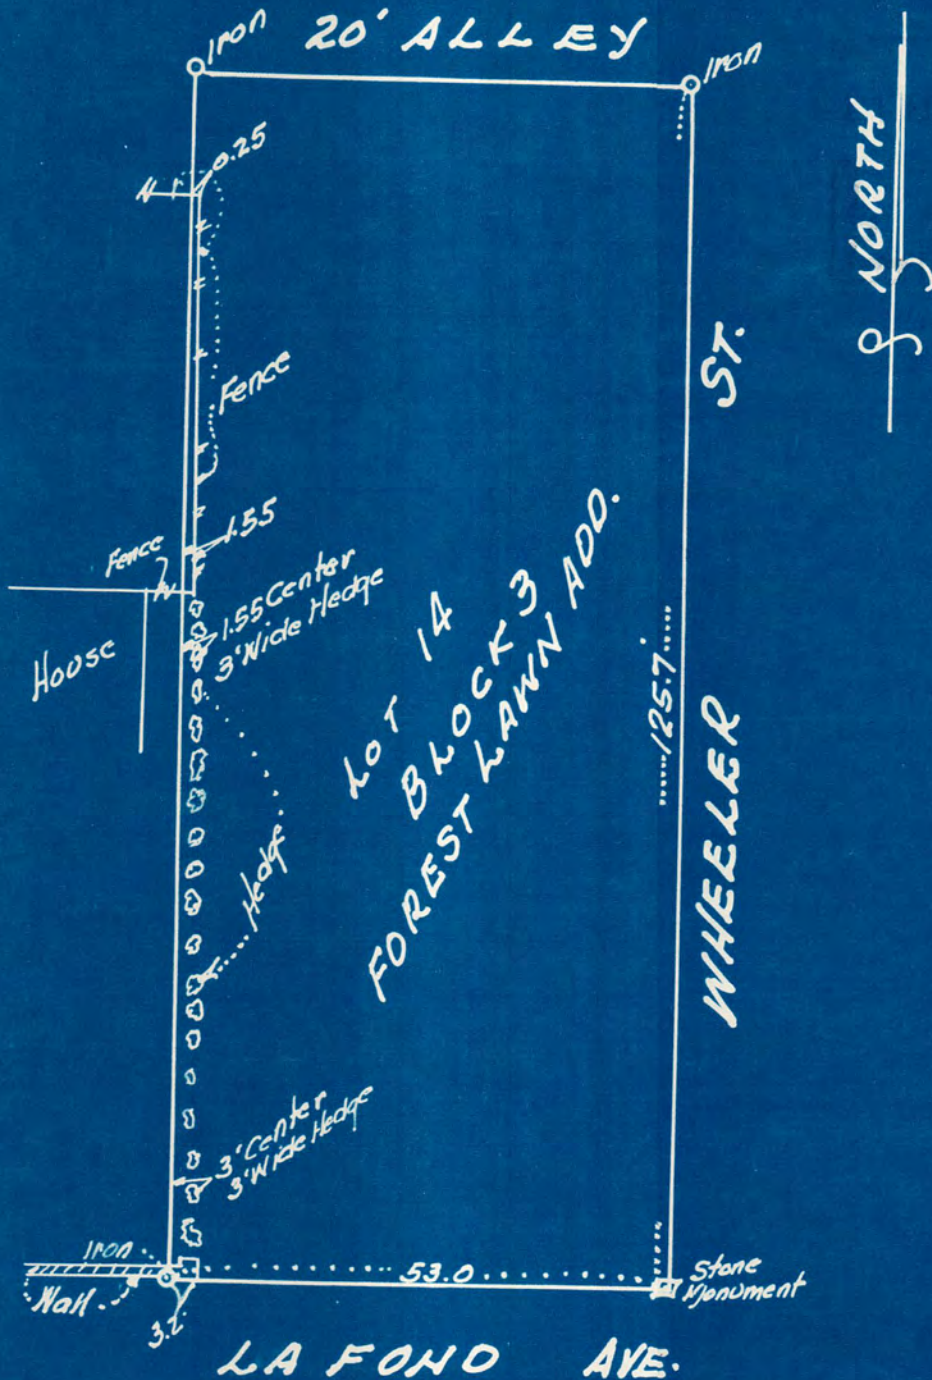 20' ALLEY
Iron
Iron
NORTH
0.25
Fence
ST.
1.55
Fence
1.55 Center
3' Wide Hedge
House
LOT 14
BLOCK 3
FOREST LAWN ADD.
125.7
WHEELER
Hedge
3' Center
3' Wide Hedge
Iron
Wall
53.0
Stone
Monument
LA FOND AVE.